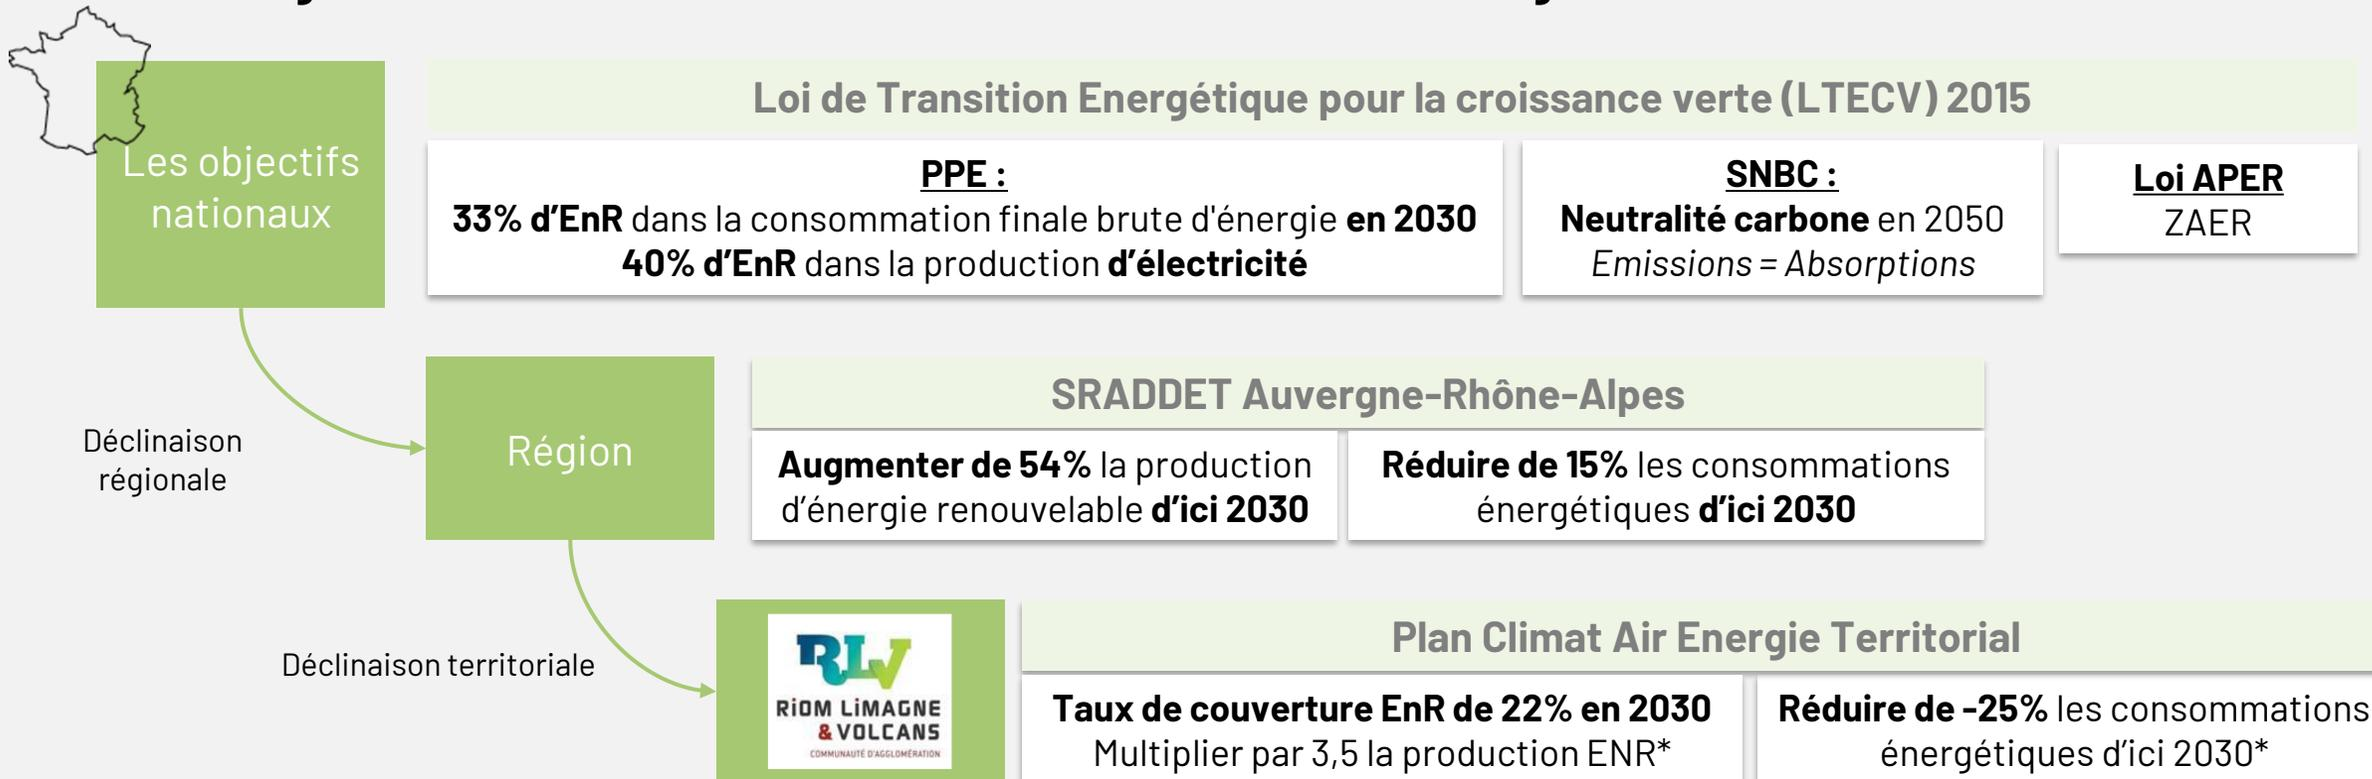 Les objectifs
nationaux
Loi de Transition Energétique pour la croissance verte (LTECV) 2015
PPE :
33% d’EnR dans la consommation finale brute d'énergie en 2030
40% d’EnR dans la production d’électricité
SNBC :
Neutralité carbone en 2050
Emissions = Absorptions
Loi APER
ZAER
Déclinaison
régionale
Région
SRADDET Auvergne-Rhône-Alpes
Augmenter de 54% la production
d’énergie renouvelable d’ici 2030
Réduire de 15% les consommations
énergétiques d’ici 2030
Déclinaison territoriale
RLV
RiOM LiMAGNE
& VOLCANS
COMMUNAUTÉ D'AGGLOMÉRATION
Plan Climat Air Energie Territorial
Taux de couverture EnR de 22% en 2030
Multiplier par 3,5 la production ENR*
Réduire de -25% les consommations
énergétiques d’ici 2030*